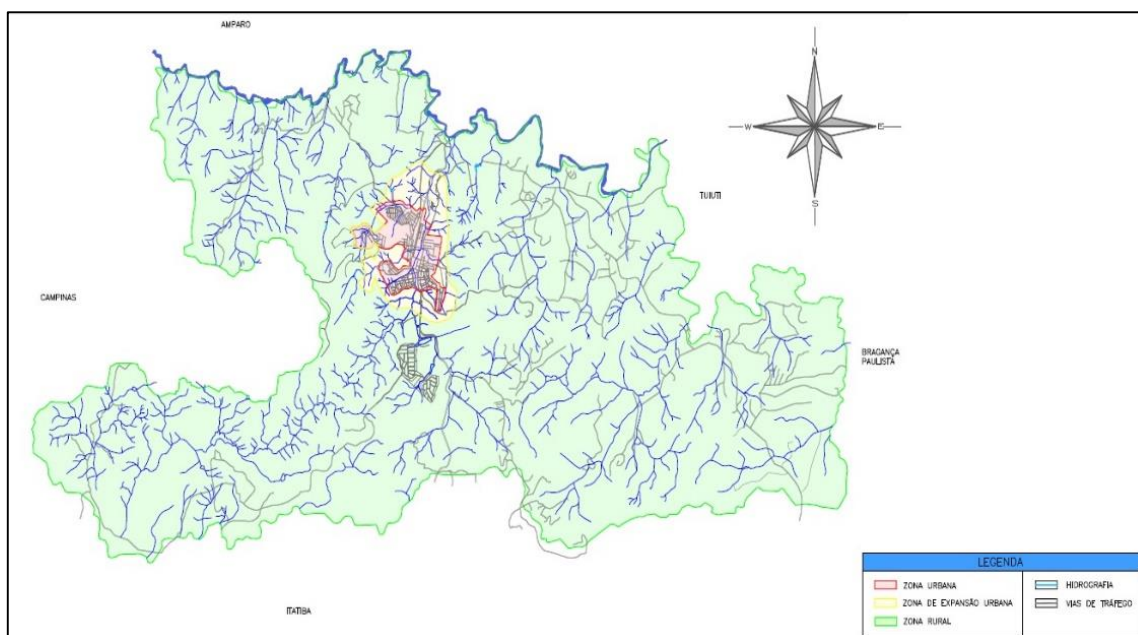 AMPARO
N
W
E
S
TUIUTI
CAMPINAS
BRAGANÇA
PAULISTA
ITATIBA
LEGENDA
ZONA URBANA
ZONA DE EXPANSÃO URBANA
ZONA RURAL
HIDROGRAFIA
VIAS DE TRÁFEGO